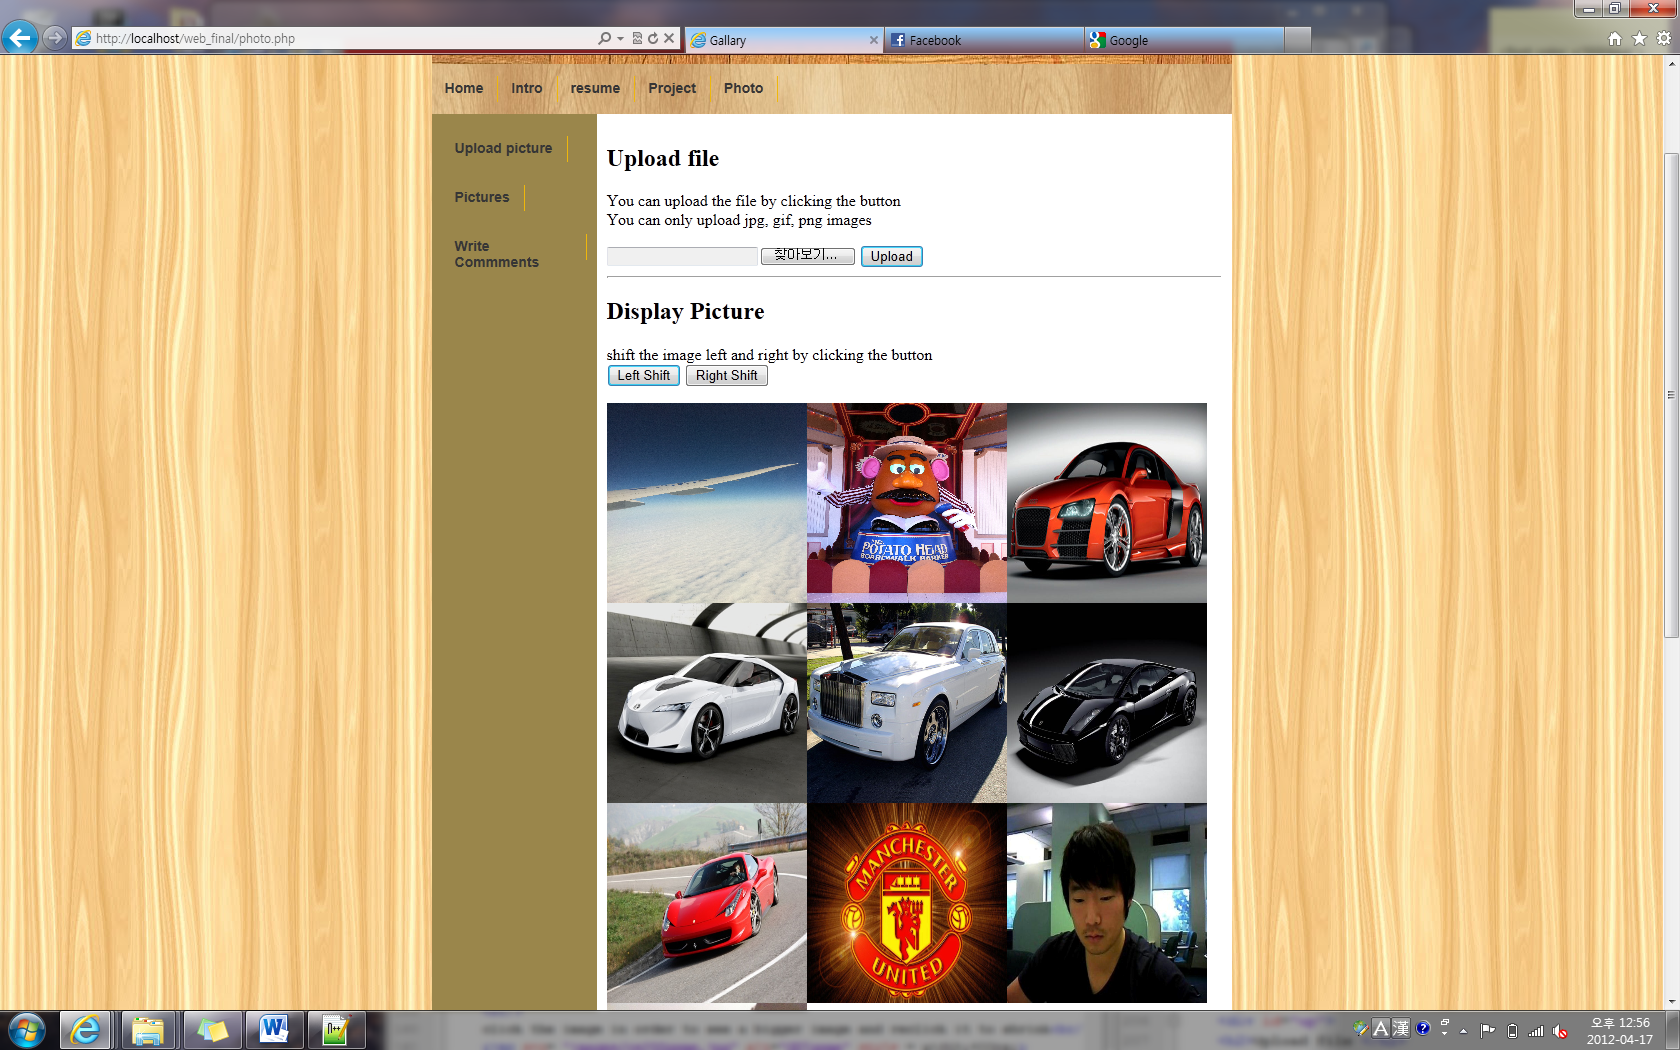 http://localhost/web_final/photo.php
Gallary
Facebook
Google
Home
Intro
resume
Project
Photo
Upload picture
Pictures
Write
Commments
Upload file
You can upload the file by clicking the button
You can only upload jpg, gif, png images
찾아보기...
Upload
Display Picture
shift the image left and right by clicking the button
Left Shift
Right Shift
POTATO HEAD
MANCHESTER
UNITED
A 漢
오후 12:56
2012-04-17